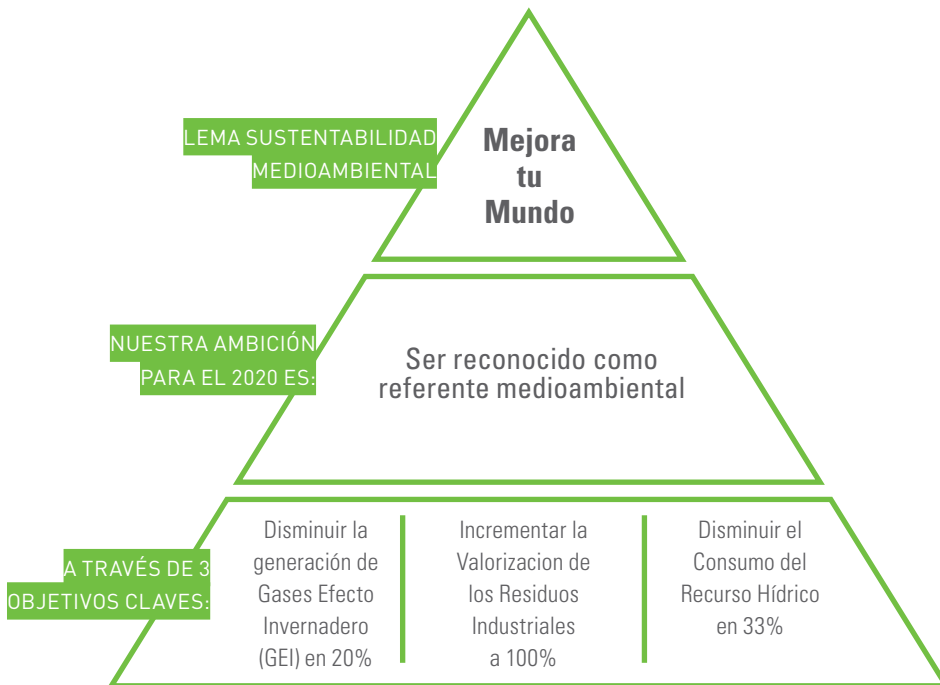 LEMA SUSTENTABILIDAD
MEDIOAMBIENTAL
Mejora
tu
Mundo
NUESTRA AMBICIÓN
PARA EL 2020 ES:
Ser reconocido como
referente medioambiental
A TRAVÉS DE 3
OBJETIVOS CLAVES:
Disminuir la
generación de
Gases Efecto
Invernadero
(GEI) en 20%
Incrementar la
Valorizacion de
los Residuos
Industriales
a 100%
Disminuir el
Consumo del
Recurso Hídrico
en 33%